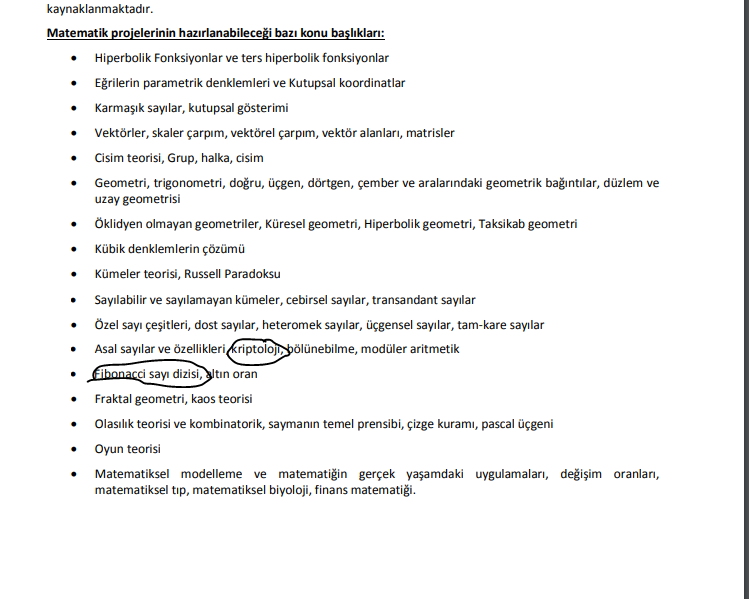 kaynaklanmaktadır.
Matematik projelerinin hazırlanabileceği bazı konu başlıkları:
• Hiperbolik Fonksiyonlar ve ters hiperbolik fonksiyonlar
• Eğrilerin parametrik denklemleri ve Kutupsal koordinatlar
• Karmaşık sayılar, kutupsal gösterimi
• Vektörler, skaler çarpım, vektörel çarpım, vektör alanları, matrisler
• Cisim teorisi, Grup, halka, cisim
• Geometri, trigonometri, doğru, üçgen, dörtgen, çember ve aralarındaki geometrik bağıntılar, düzlem ve
uzay geometrisi
• Öklidyen olmayan geometriler, Küresel geometri, Hiperbolik geometri, Taksikab geometri
• Kübik denklemlerin çözümü
• Kümeler teorisi, Russell Paradoksu
• Sayılabilir ve sayılamayan kümeler, cebirsel sayılar, transandant sayılar
• Özel sayı çeşitleri, dost sayılar, heteromek sayılar, üçgensel sayılar, tam-kare sayılar
• Asal sayılar ve özellikleri, kriptoloji, bölünebilme, modüler aritmetik
• Fibonacci sayı dizisi, altın oran
• Fraktal geometri, kaos teorisi
• Olasılık teorisi ve kombinatorik, saymanın temel prensibi, çizge kuramı, pascal üçgeni
• Oyun teorisi
• Matematiksel modelleme ve matematiğin gerçek yaşamdaki uygulamaları, değişim oranları,
matematiksel tıp, matematiksel biyoloji, finans matematiği.